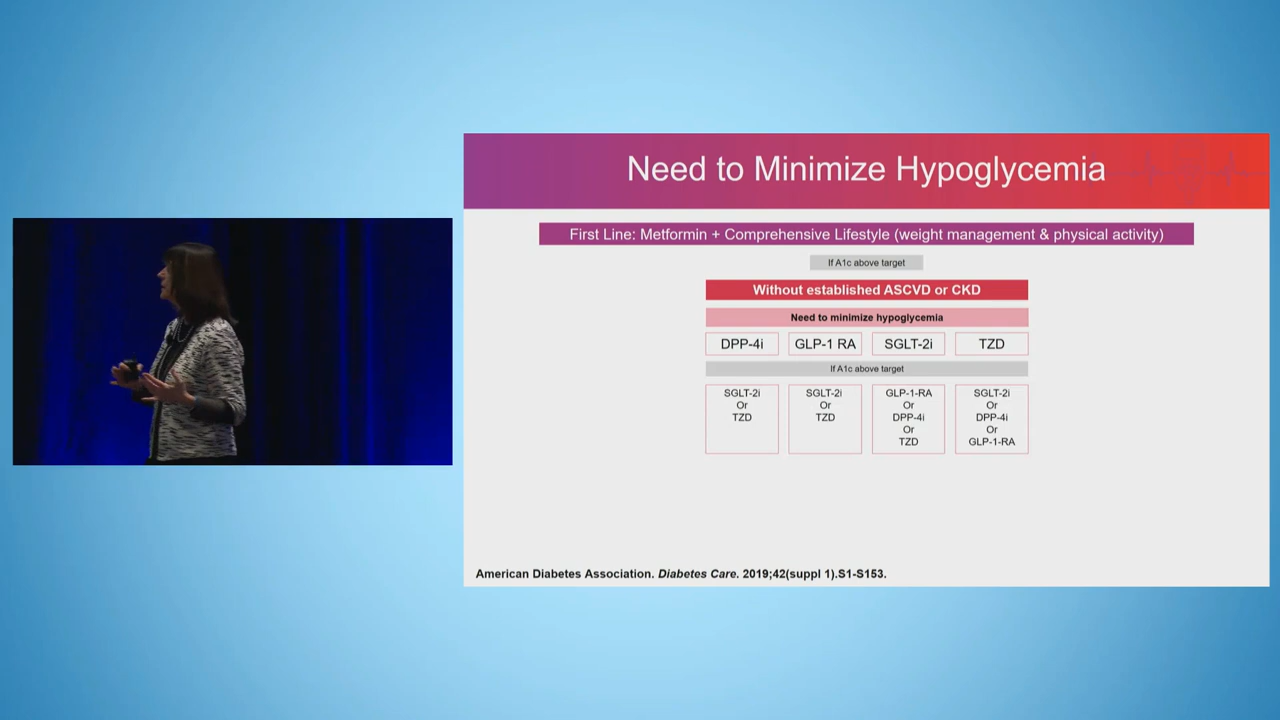 Need to Minimize Hypoglycemia
First Line: Metformin + Comprehensive Lifestyle (weight management & physical activity)
If A1c above target
Without established ASCVD or CKD
Need to minimize hypoglycemia
DPP-4i
GLP-1 RA
SGLT-2i
TZD
If A1c above target
SGLT-2i
Or
TZD
SGLT-2i
Or
TZD
GLP-1-RA
Or
DPP-4i
Or
TZD
SGLT-2i
Or
DPP-4i
Or
GLP-1-RA
American Diabetes Association. Diabetes Care. 2019;42(suppl 1).S1-S153.